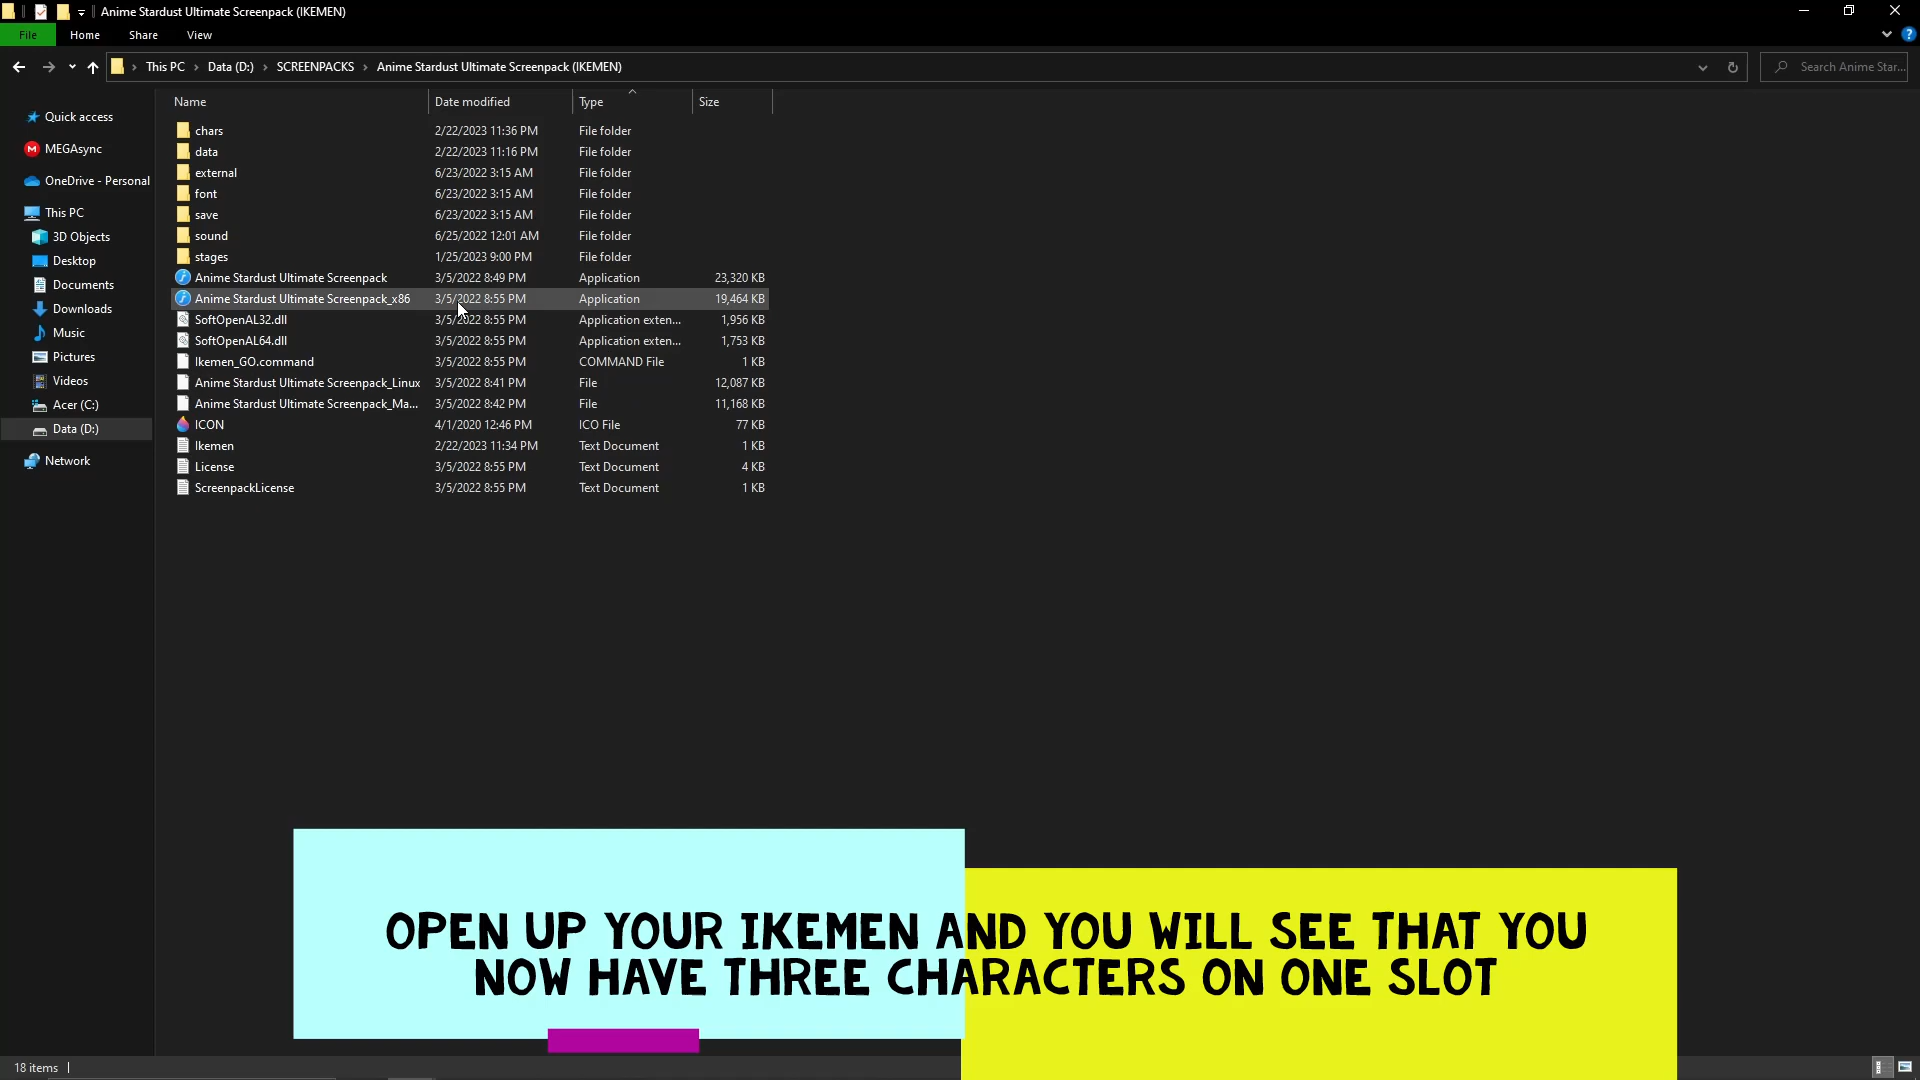 Anime Stardust Ultimate Screenpack (IKEMEN)
File Home Share View
This PC Data (D:) SCREENPACKS Anime Stardust Ultimate Screenpack (IKEMEN) Search Anime Star...
Name Date modified Type Size
Quick access
MEGAsync
OneDrive - Personal
This PC
3D Objects
Desktop
Documents
Downloads
Music
Pictures
Videos
Acer (C:)
Data (D:)
Network
chars 2/22/2023 11:36 PM File folder
data 2/22/2023 11:16 PM File folder
external 6/23/2022 3:15 AM File folder
font 6/23/2022 3:15 AM File folder
save 6/23/2022 3:15 AM File folder
sound 6/25/2022 12:01 AM File folder
stages 1/25/2023 9:00 PM File folder
Anime Stardust Ultimate Screenpack 3/5/2022 8:49 PM Application 23,320 KB
Anime Stardust Ultimate Screenpack_x86 3/5/2022 8:55 PM Application 19,464 KB
SoftOpenAL32.dll 3/5/2022 8:55 PM Application exten... 1,956 KB
SoftOpenAL64.dll 3/5/2022 8:55 PM Application exten... 1,753 KB
Ikemen_GO.command 3/5/2022 8:55 PM COMMAND File 1 KB
Anime Stardust Ultimate Screenpack_Linux 3/5/2022 8:41 PM File 12,087 KB
Anime Stardust Ultimate Screenpack_Ma... 3/5/2022 8:42 PM File 11,168 KB
ICON 4/1/2020 12:46 PM ICO File 77 KB
Ikemen 2/22/2023 11:34 PM Text Document 1 KB
License 3/5/2022 8:55 PM Text Document 4 KB
ScreenpackLicense 3/5/2022 8:55 PM Text Document 1 KB
OPEN UP YOUR IKEMEN AND YOU WILL SEE THAT YOU
NOW HAVE THREE CHARACTERS ON ONE SLOT
18 items